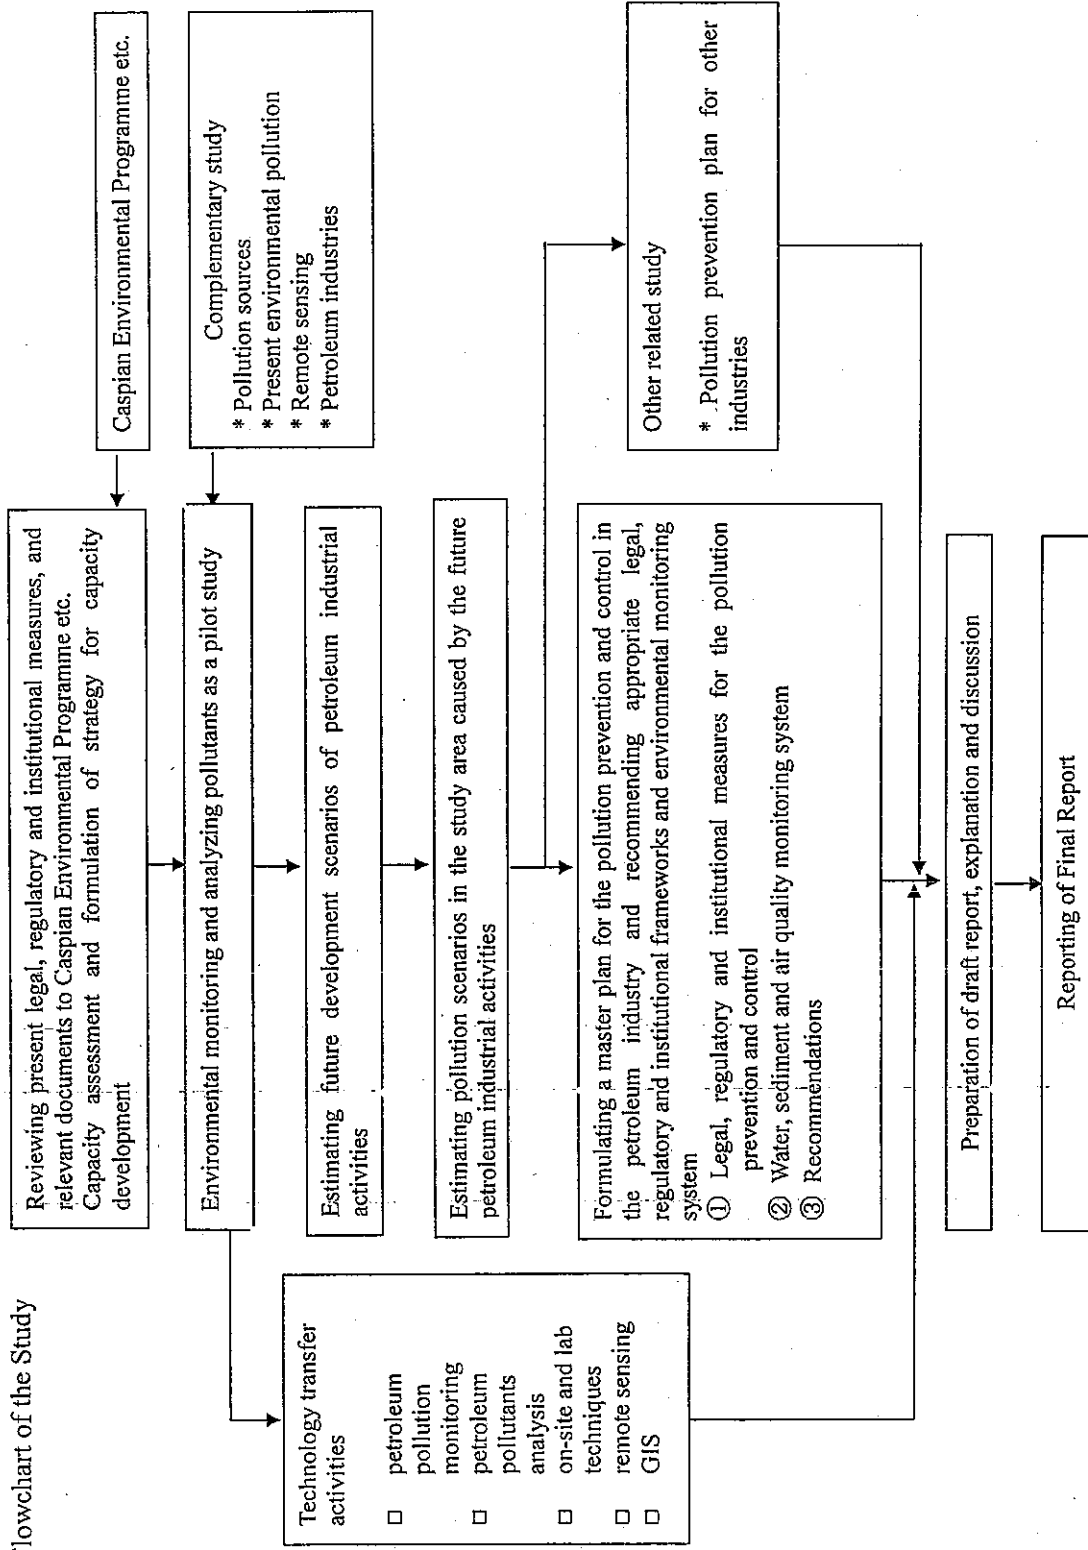 lowchart of the Study
Reviewing present legal, regulatory and institutional measures, and
relevant documents to Caspian Environmental Programme etc.
Capacity assessment and formulation of strategy for capacity
development
Caspian Environmental Programme etc.
Environmental monitoring and analyzing pollutants as a pilot study
Complementary study
* Pollution sources
* Present environmental pollution
* Remote sensing
* Petroleum industries
Technology transfer
activities
□ petroleum
pollution
monitoring
□ petroleum
pollutants
analysis
□ on-site and lab
techniques
□ remote sensing
□ GIS
Estimating future development scenarios of petroleum industrial
activities
Estimating pollution scenarios in the study area caused by the future
petroleum industrial activities
Formulating a master plan for the pollution prevention and control in
the petroleum industry and recommending appropriate legal,
regulatory and institutional frameworks and environmental monitoring
system
① Legal, regulatory and institutional measures for the pollution
prevention and control
② Water, sediment and air quality monitoring system
③ Recommendations
Other related study
* Pollution prevention plan for other
industries
Preparation of draft report, explanation and discussion
Reporting of Final Report